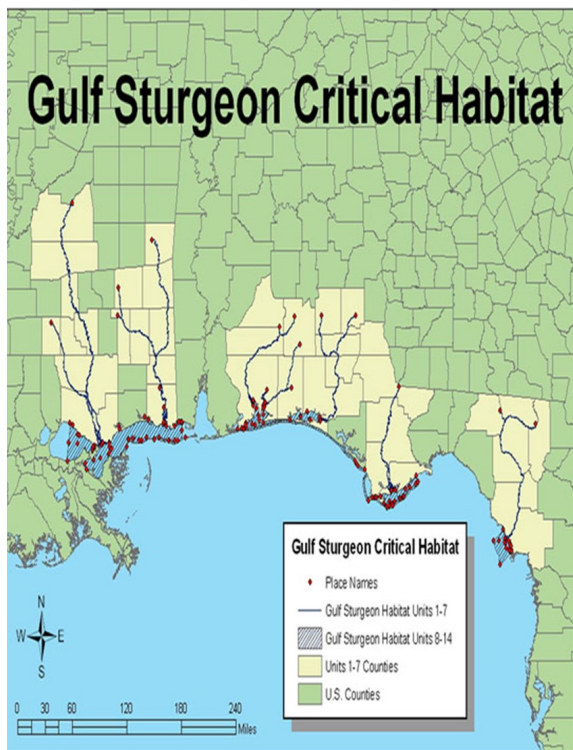 Gulf Sturgeon Critical Habitat
Gulf Sturgeon Critical Habitat
Place Names
Gulf Sturgeon Habitat Units 1-7
Gulf Sturgeon Habitat Units 8-14
Units 1-7 Counties
U.S. Counties
N
W E
S
0 30 60 120 180 240
Miles